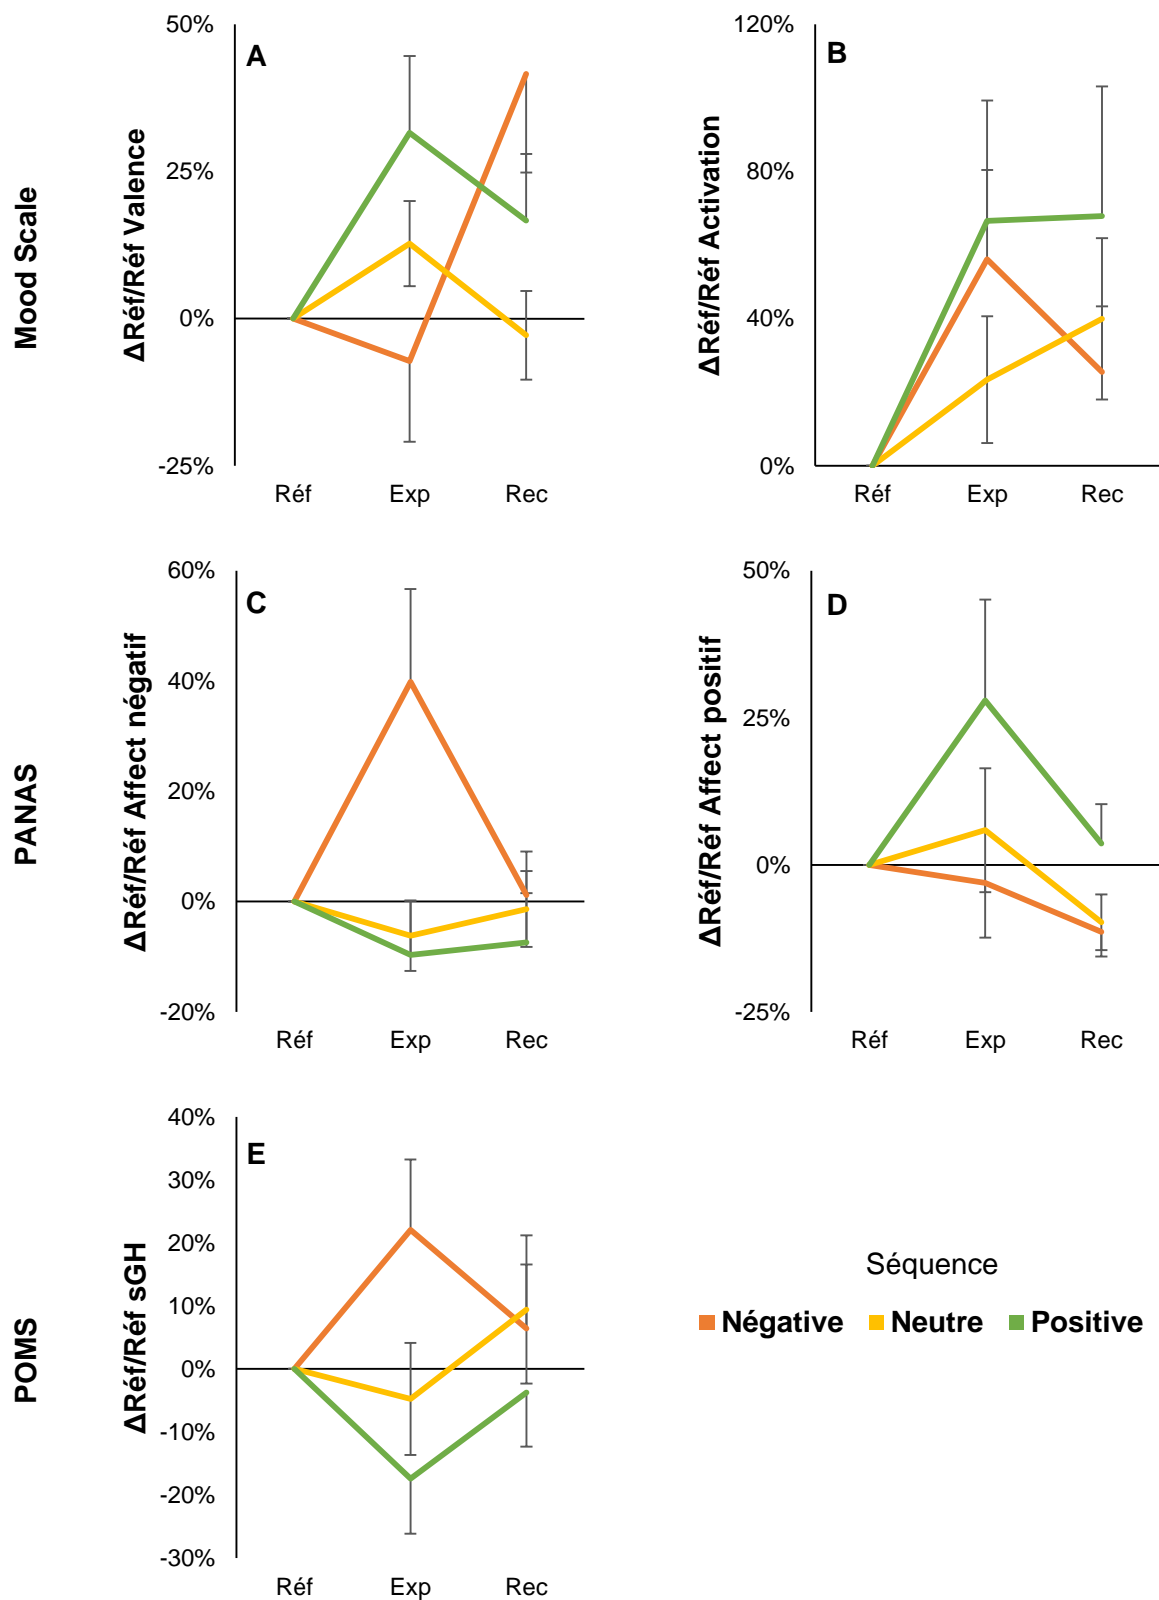 Mood Scale
A
ΔRéf/Réf Valence
50%
25%
0%
-25%
Réf Exp Rec
B
ΔRéf/Réf Activation
120%
80%
40%
0%
Réf Exp Rec
PANAS
C
ΔRéf/Réf Affect négatif
60%
40%
20%
0%
-20%
Réf Exp Rec
D
ΔRéf/Réf Affect positif
50%
25%
0%
-25%
Réf Exp Rec
POMS
E
ΔRéf/Réf sGH
40%
30%
20%
10%
0%
-10%
-20%
-30%
Réf Exp Rec
Séquence
Négative Neutre Positive